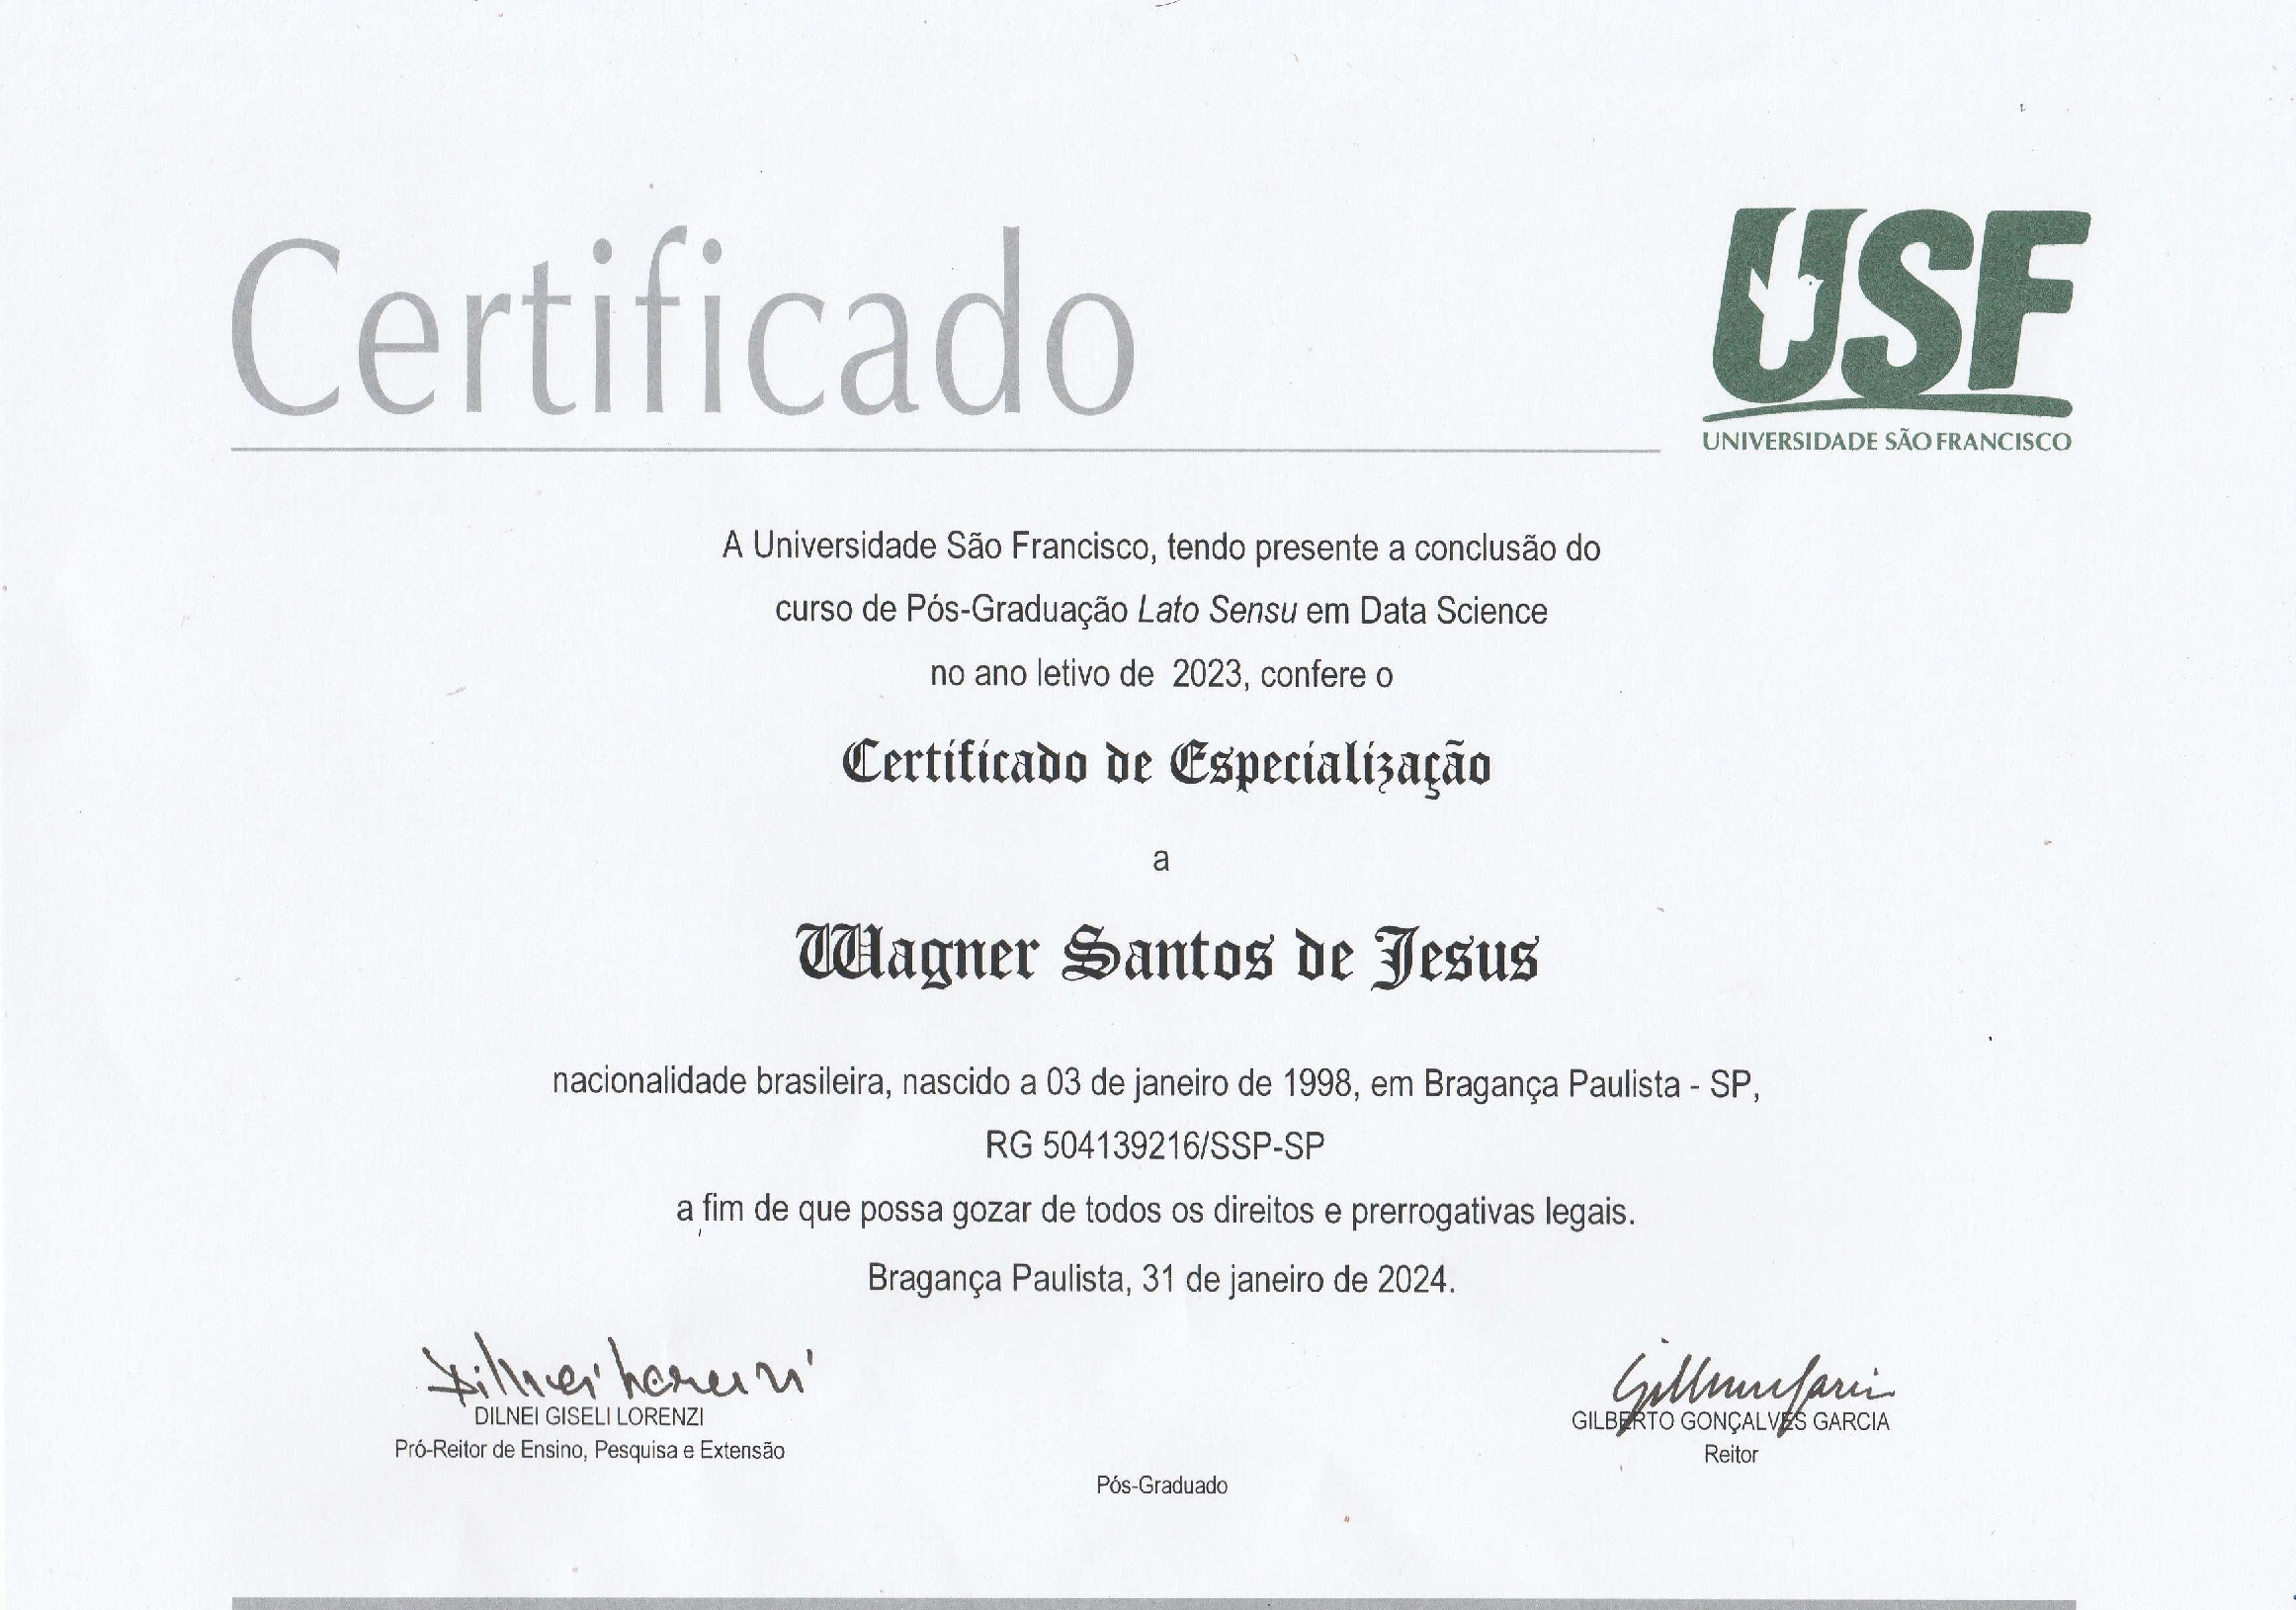 Certificado
USF
UNIVERSIDADE SÃO FRANCISCO
A Universidade São Francisco, tendo presente a conclusão do
curso de Pós-Graduação Lato Sensu em Data Science
no ano letivo de 2023, confere o
Certificado de Especialização
a
Wagner Santos de Jesus
nacionalidade brasileira, nascido a 03 de janeiro de 1998, em Bragança Paulista - SP,
RG 504139216/SSP-SP
a fim de que possa gozar de todos os direitos e prerrogativas legais.
Bragança Paulista, 31 de janeiro de 2024.
Dilnei Lorenzi
DILNEI GISELI LORENZI
Pró-Reitor de Ensino, Pesquisa e Extensão
GILBERTO GONÇALVES GARCIA
Reitor
Pós-Graduado